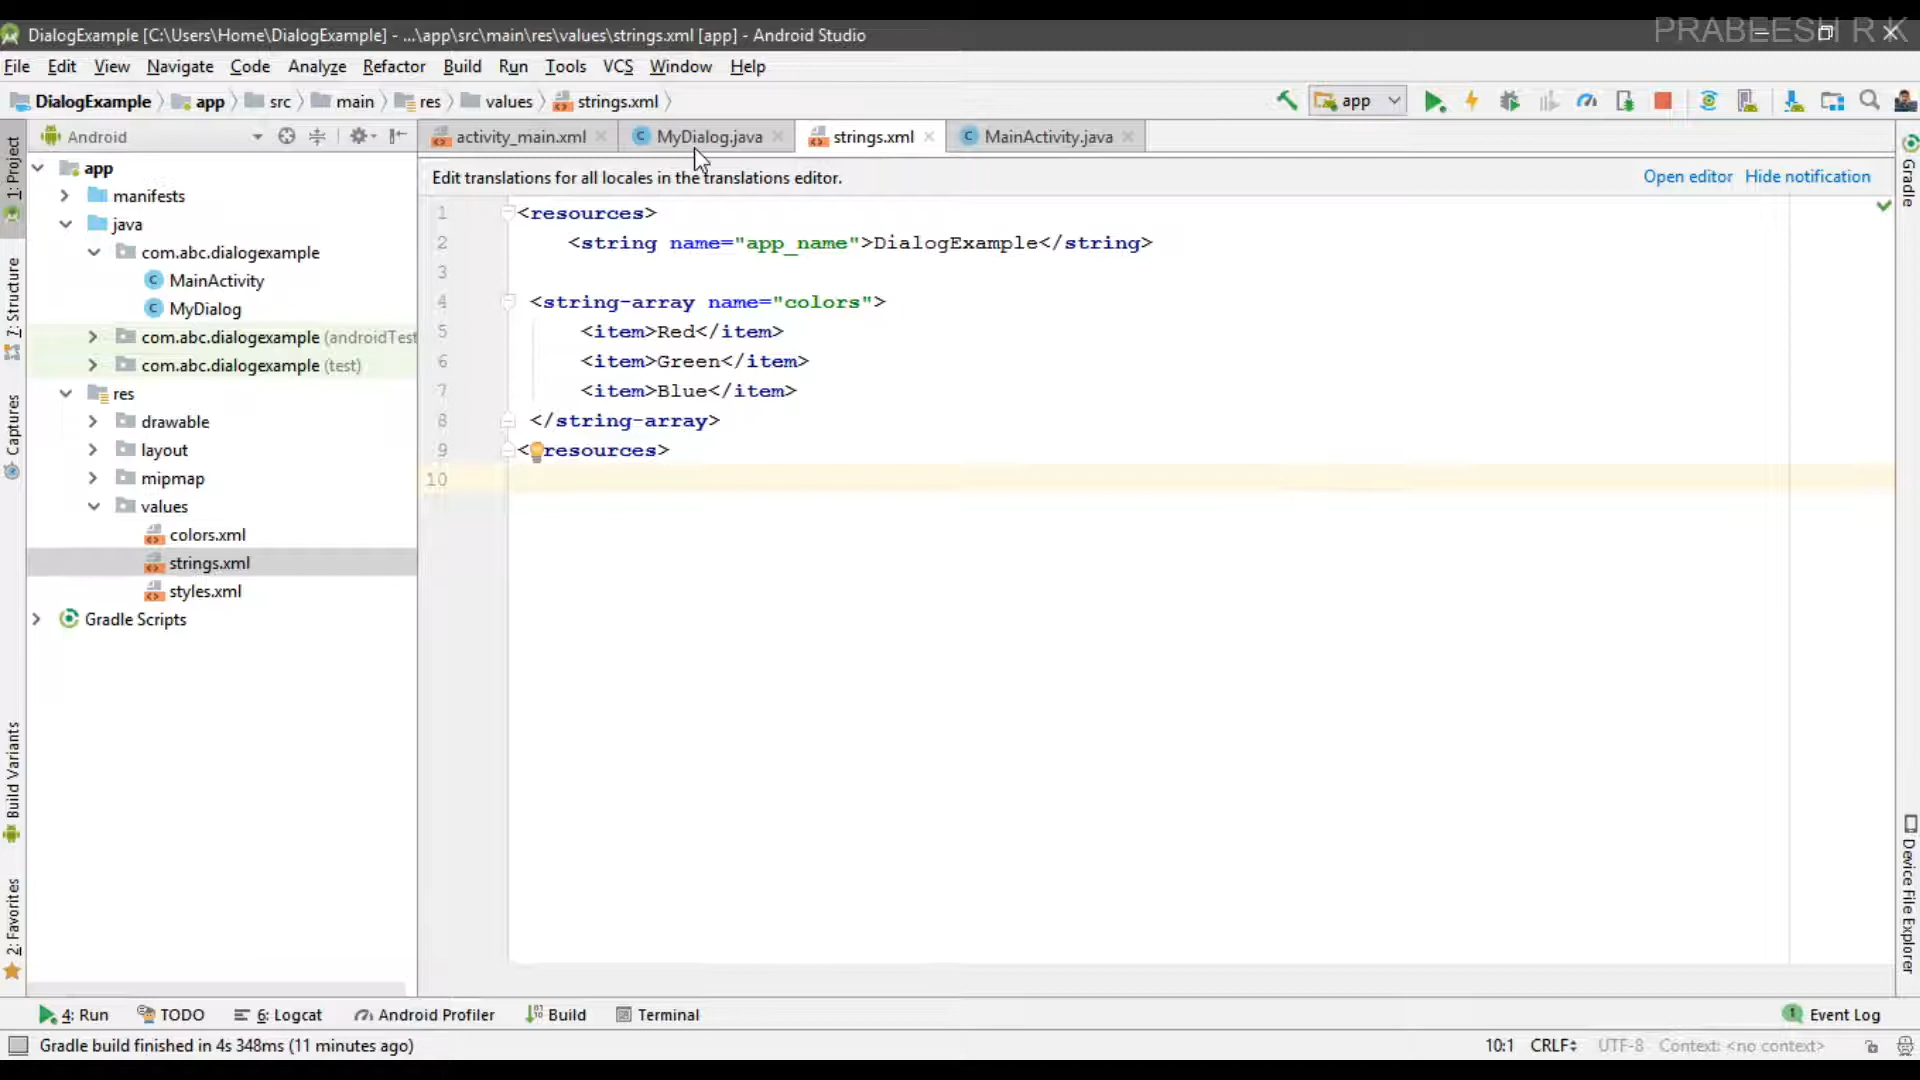 PRABEESH R K
DialogExample [C:\Users\Home\DialogExample] - ...\app\src\main\res\values\strings.xml [app] - Android Studio
File Edit View Navigate Code Analyze Refactor Build Run Tools VCS Window Help
DialogExample app src main res values strings.xml app
Android activity_main.xml MyDialog.java strings.xml MainActivity.java
Edit translations for all locales in the translations editor. Open editor Hide notification
1: Project
7: Structure
Captures
Build Variants
2: Favorites
app
manifests
java
com.abc.dialogexample
MainActivity
MyDialog
com.abc.dialogexample (androidTest
com.abc.dialogexample (test)
res
drawable
layout
mipmap
values
colors.xml
strings.xml
styles.xml
Gradle Scripts
1 <resources>
2 <string name="app_name">DialogExample</string>
3
4 <string-array name="colors">
5 <item>Red</item>
6 <item>Green</item>
7 <item>Blue</item>
8 </string-array>
9 < resources>
10
Gradle
Device File Explorer
4: Run TODO 6: Logcat Android Profiler Build Terminal 1 Event Log
Gradle build finished in 4s 348ms (11 minutes ago) 10:1 CRLF UTF-8 Context: <no context>